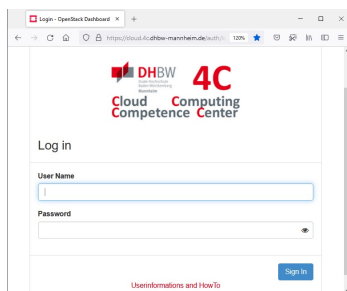 Login - OpenStack Dashboard
https://cloud.4c.dhbw-mannheim.de/auth/l
120%
DHBW
Duale Hochschule
Baden-Württemberg
Mannheim
4C
Cloud Computing
Competence Center
Log in
User Name
Password
Sign In
Userinformations and HowTo